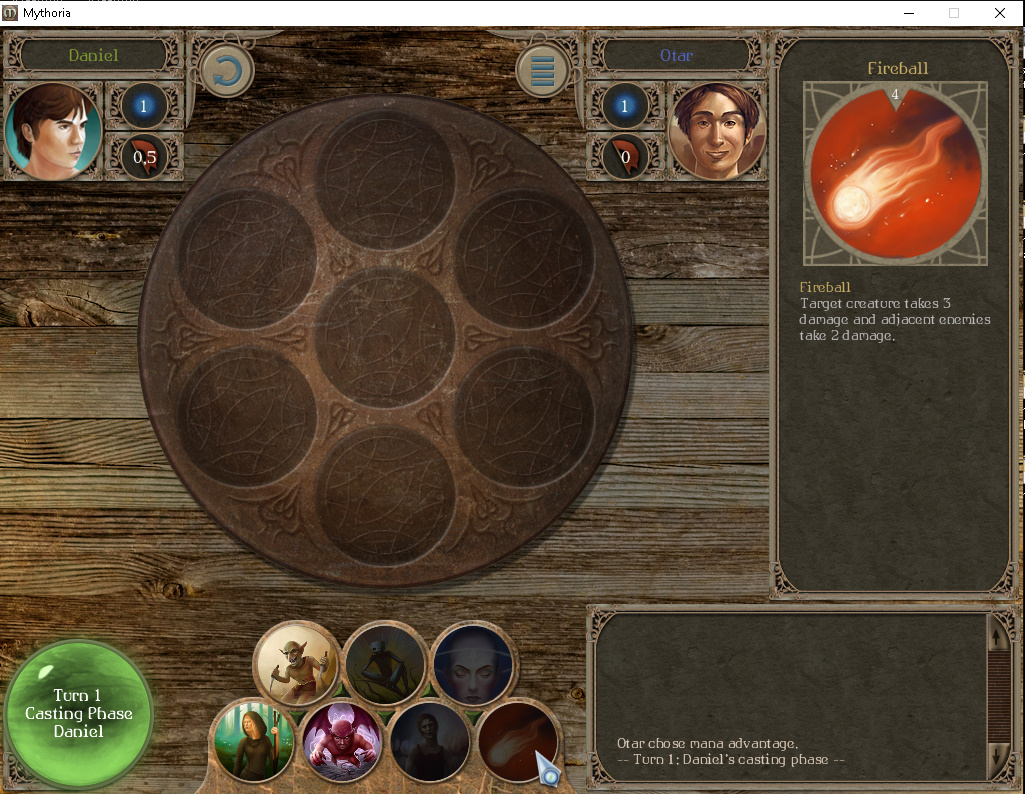 Mythoria
Daniel
Otar
1
0,5
1
0
Fireball
4
Fireball
Target creature takes 3
damage and adjacent enemies
take 2 damage.
Turn 1
Casting Phase
Daniel
Otar chose mana advantage.
-- Turn 1: Daniel's casting phase --